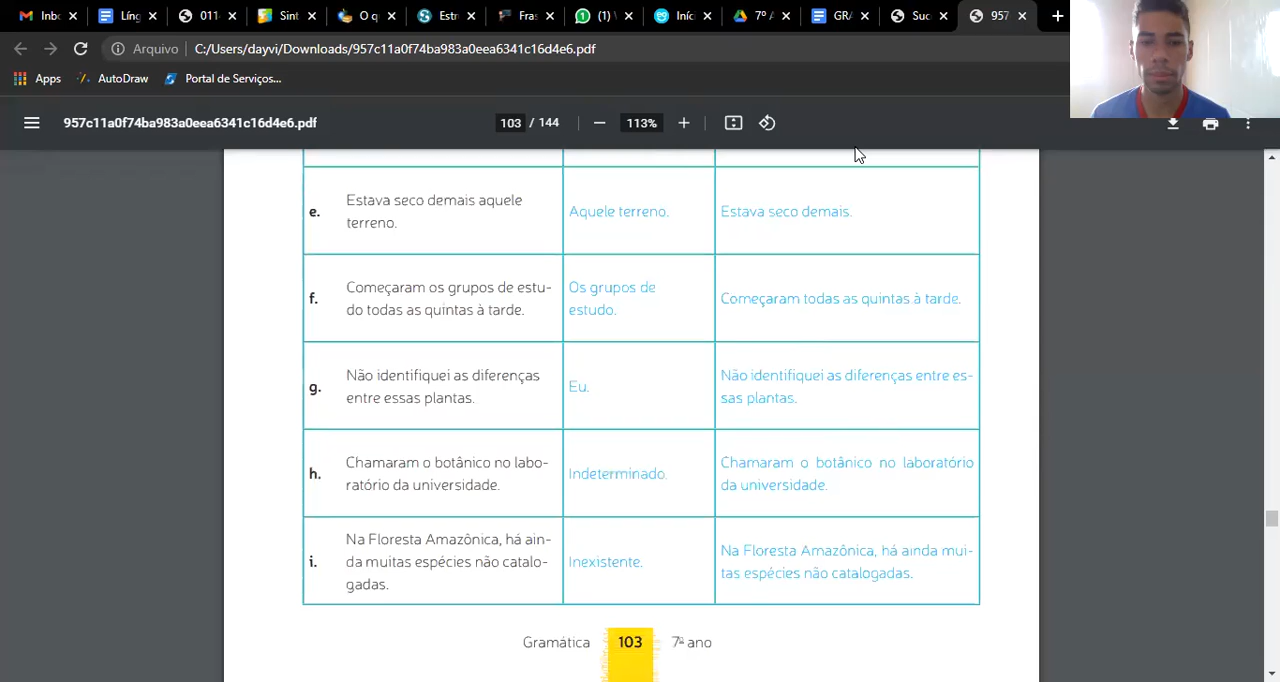 Inb
Líng
011
Sint
O q
Estr
Fras
(1) \
Iníc
7º A
GRA
Suc
957
Arquivo | C:/Users/dayvi/Downloads/957c11a0f74ba983a0eea6341c16d4e6.pdf
Apps AutoDraw Portal de Serviços...
957c11a0f74ba983a0eea6341c16d4e6.pdf 103 / 144 113%
e.
Estava seco demais aquele
terreno.
Aquele terreno.
Estava seco demais.
f.
Começaram os grupos de estu-
do todas as quintas à tarde.
Os grupos de
estudo.
Começaram todas as quintas à tarde.
g.
Não identifiquei as diferenças
entre essas plantas.
Eu.
Não identifiquei as diferenças entre es-
sas plantas.
h.
Chamaram o botânico no labo-
ratório da universidade.
Indeterminado.
Chamaram o botânico no laboratório
da universidade.
i.
Na Floresta Amazônica, há ain-
da muitas espécies não catalo-
gadas.
Inexistente.
Na Floresta Amazônica, há ainda mui-
tas espécies não catalogadas.
Gramática 103 7º ano